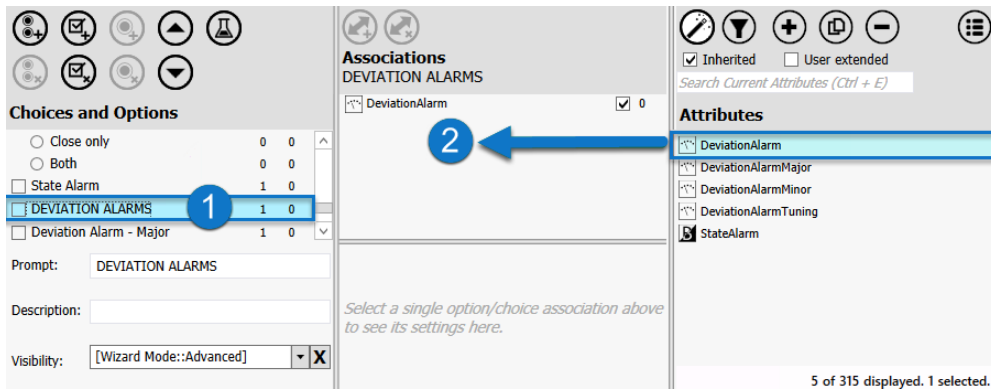 Choices and Options
Close only 0 0
Both 0 0
State Alarm 1 0
DEVIATION ALARMS 1 0
1
Deviation Alarm - Major 1 0
Prompt: DEVIATION ALARMS
Description:
Visibility: [Wizard Mode::Advanced] X
Associations
DEVIATION ALARMS
DeviationAlarm 0
2
Select a single option/choice association above
to see its settings here.
Inherited User extended
Search Current Attributes (Ctrl + E)
Attributes
DeviationAlarm
DeviationAlarmMajor
DeviationAlarmMinor
DeviationAlarmTuning
StateAlarm
5 of 315 displayed. 1 selected.